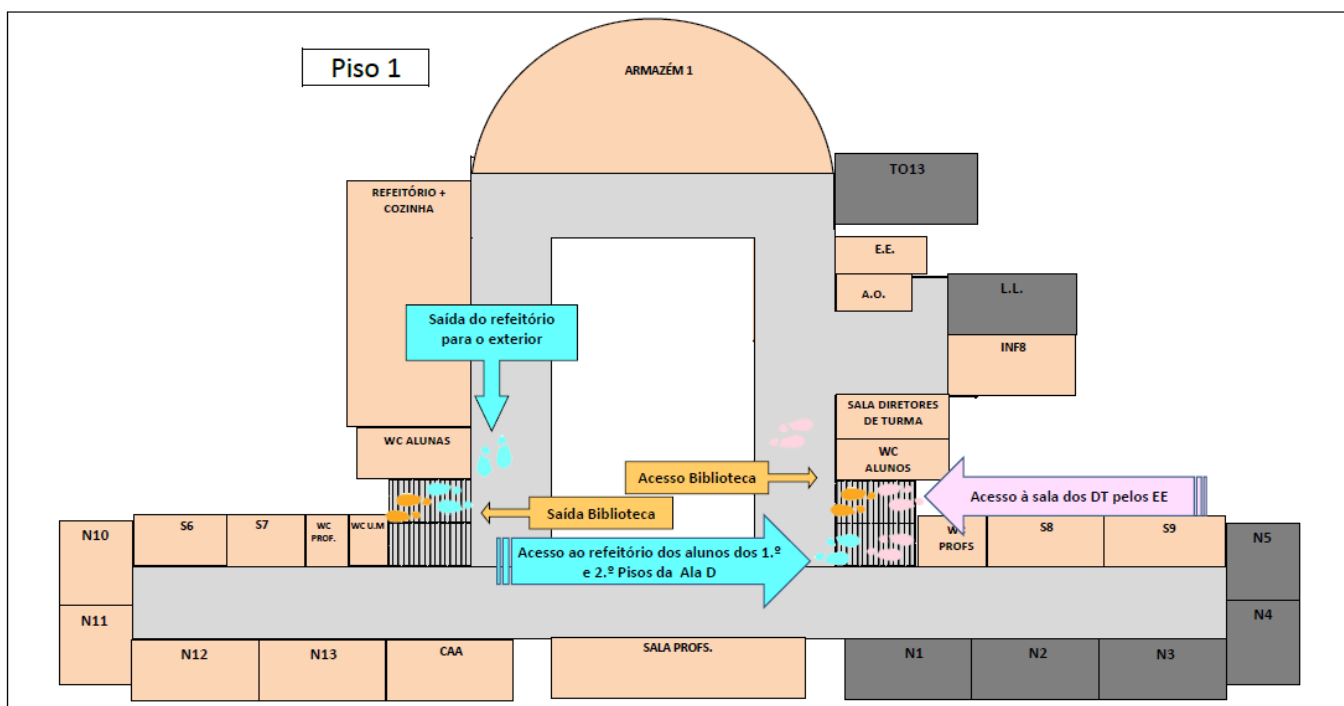 Piso 1
ARMAZÉM 1
REFEITÓRIO +
COZINHA
TO13
E.E.
A.O.
L.L.
INF8
Saída do refeitório
para o exterior
SALA DIRETORES
DE TURMA
WC ALUNAS
WC
ALUNOS
Acesso Biblioteca
Acesso à sala dos DT pelos EE
Saída Biblioteca
N10
S6
S7
WC
PROF.
WC U.M
Acesso ao refeitório dos alunos dos 1.º
e 2.º Pisos da Ala D
PROFS
S8
S9
N5
N11
N4
N12
N13
CAA
SALA PROFS.
N1
N2
N3